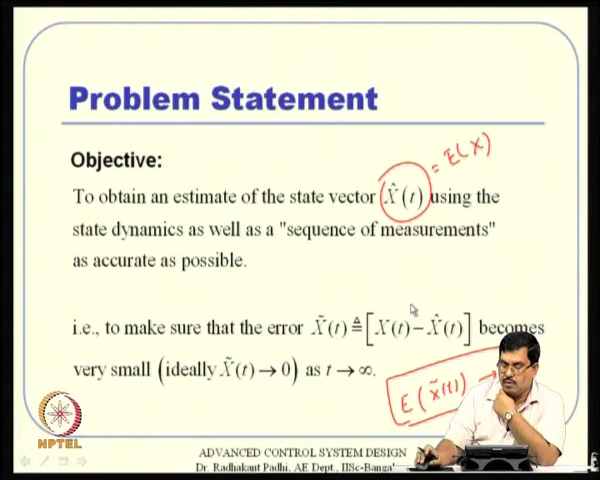 Problem Statement
Objective:
= E(X)
To obtain an estimate of the state vector X̂(t) using the
state dynamics as well as a "sequence of measurements"
as accurate as possible.
i.e., to make sure that the error X̃(t) ≜ [X(t) − X̂(t)] becomes
very small (ideally X̃(t) → 0) as t → ∞.
E(X̃(t)) →
NPTEL
ADVANCED CONTROL SYSTEM DESIGN
Dr. Radhakant Padhi, AE Dept., IISc-Banga